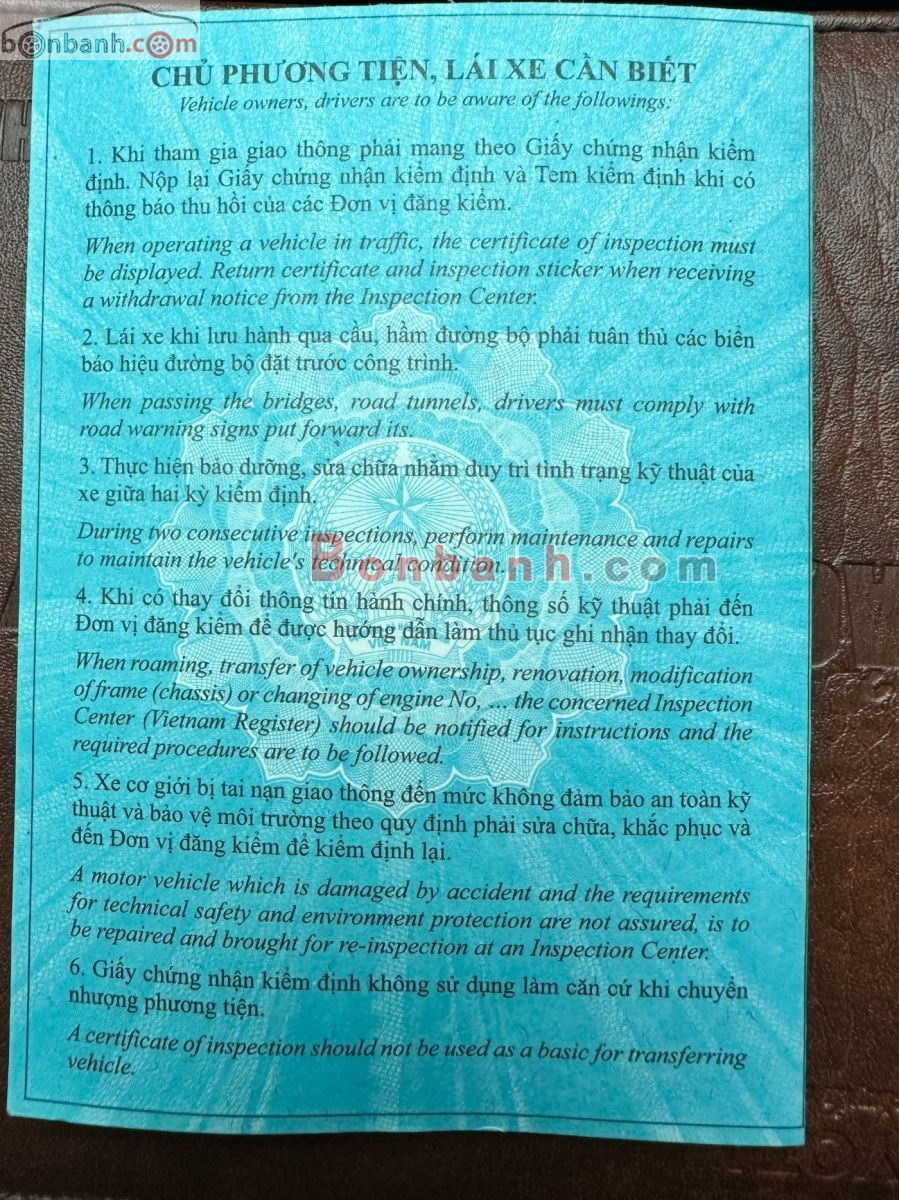 bonbanh.com
CHỦ PHƯƠNG TIỆN, LÁI XE CẦN BIẾT
Vehicle owners, drivers are to be aware of the followings:
1. Khi tham gia giao thông phải mang theo Giấy chứng nhận kiểm
định. Nộp lại Giấy chứng nhận kiểm định và Tem kiểm định khi có
thông báo thu hồi của các Đơn vị đăng kiểm.
When operating a vehicle in traffic, the certificate of inspection must
be displayed. Return certificate and inspection sticker when receiving
a withdrawal notice from the Inspection Center.
2. Lái xe khi lưu hành qua cầu, hầm đường bộ phải tuân thủ các biển
báo hiệu đường bộ đặt trước công trình.
When passing the bridges, road tunnels, drivers must comply with
road warning signs put forward its.
3. Thực hiện bảo dưỡng, sửa chữa nhằm duy trì tình trạng kỹ thuật của
xe giữa hai kỳ kiểm định.
During two consecutive inspections, perform maintenance and repairs
to maintain the vehicle's technical condition.
Bonbanh.com
4. Khi có thay đổi thông tin hành chính, thông số kỹ thuật phải đến
Đơn vị đăng kiểm để được hướng dẫn làm thủ tục ghi nhận thay đổi.
VIỆT NAM
When roaming, transfer of vehicle ownership, renovation, modification
of frame (chassis) or changing of engine No, ... the concerned Inspection
Center (Vietnam Register) should be notified for instructions and the
required procedures are to be followed.
5. Xe cơ giới bị tai nạn giao thông đến mức không đảm bảo an toàn kỹ
thuật và bảo vệ môi trường theo quy định phải sửa chữa, khắc phục và
đến Đơn vị đăng kiểm để kiểm định lại.
A motor vehicle which is damaged by accident and the requirements
for technical safety and environment protection are not assured, is to
be repaired and brought for re-inspection at an Inspection Center.
6. Giấy chứng nhận kiểm định không sử dụng làm căn cứ khi chuyển
nhượng phương tiện.
A certificate of inspection should not be used as a basic for transferring
vehicle.